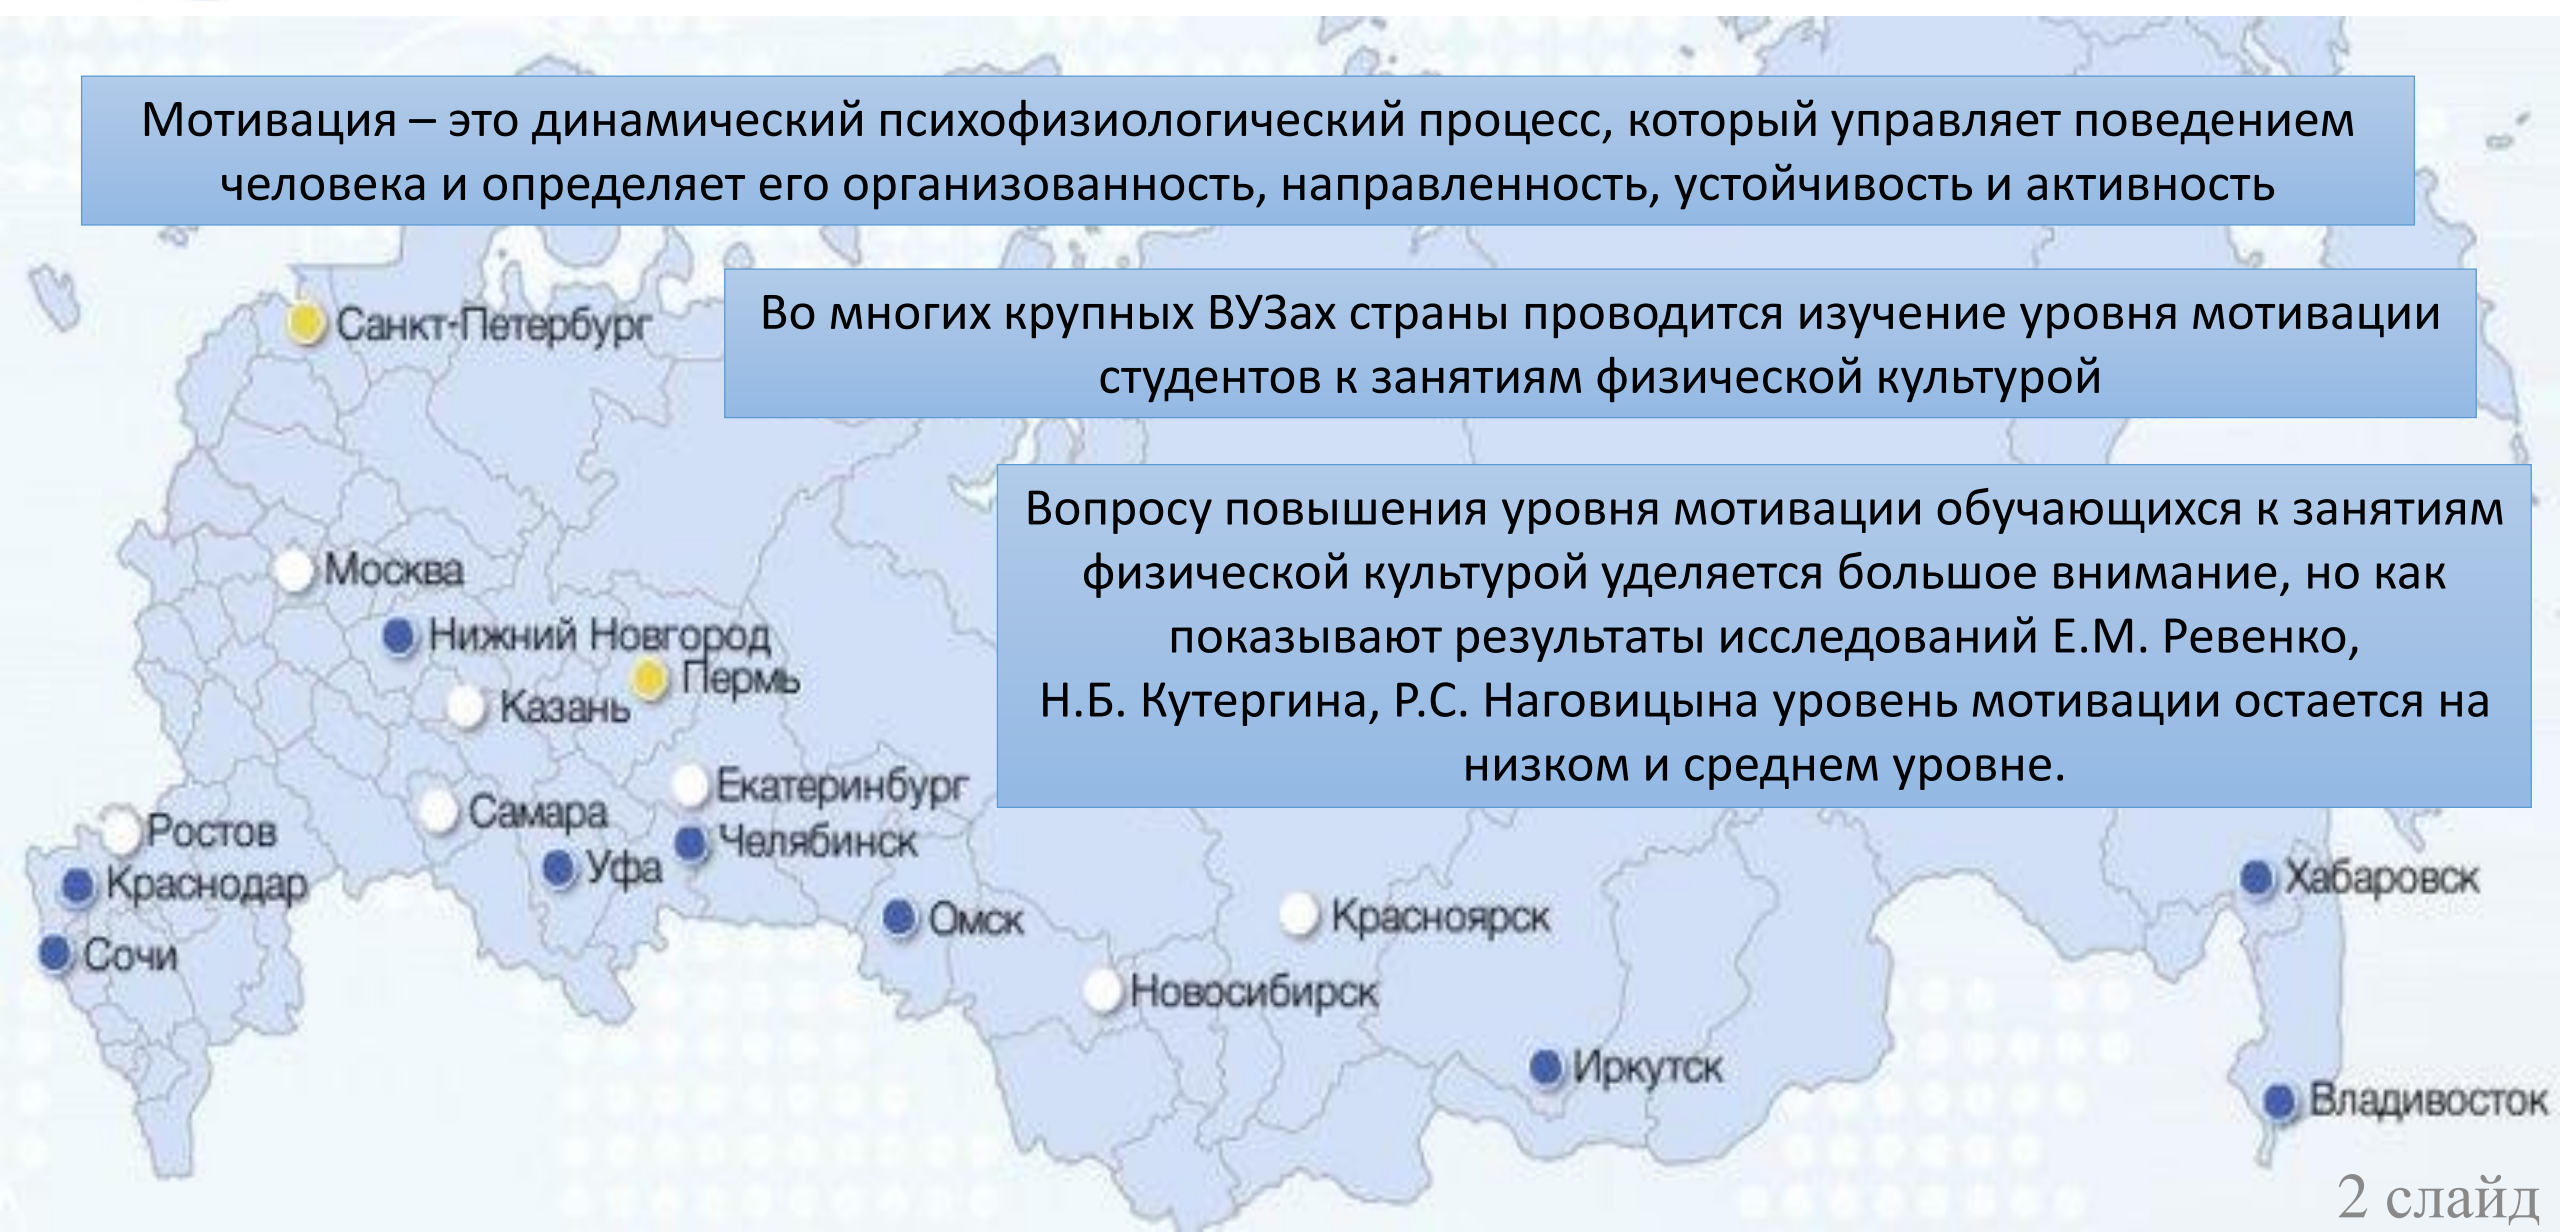 Мотивация – это динамический психофизиологический процесс, который управляет поведением
человека и определяет его организованность, направленность, устойчивость и активность
Во многих крупных ВУЗах страны проводится изучение уровня мотивации
студентов к занятиям физической культурой
Вопросу повышения уровня мотивации обучающихся к занятиям
физической культурой уделяется большое внимание, но как
показывают результаты исследований Е.М. Ревенко,
Н.Б. Кутергина, Р.С. Наговицына уровень мотивации остается на
низком и среднем уровне.
Санкт-Петербург
Москва
Нижний Новгород
Пермь
Казань
Екатеринбург
Самара
Ростов
Челябинск
Уфа
Краснодар
Хабаровск
Омск
Красноярск
Сочи
Новосибирск
Иркутск
Владивосток
2 слайд